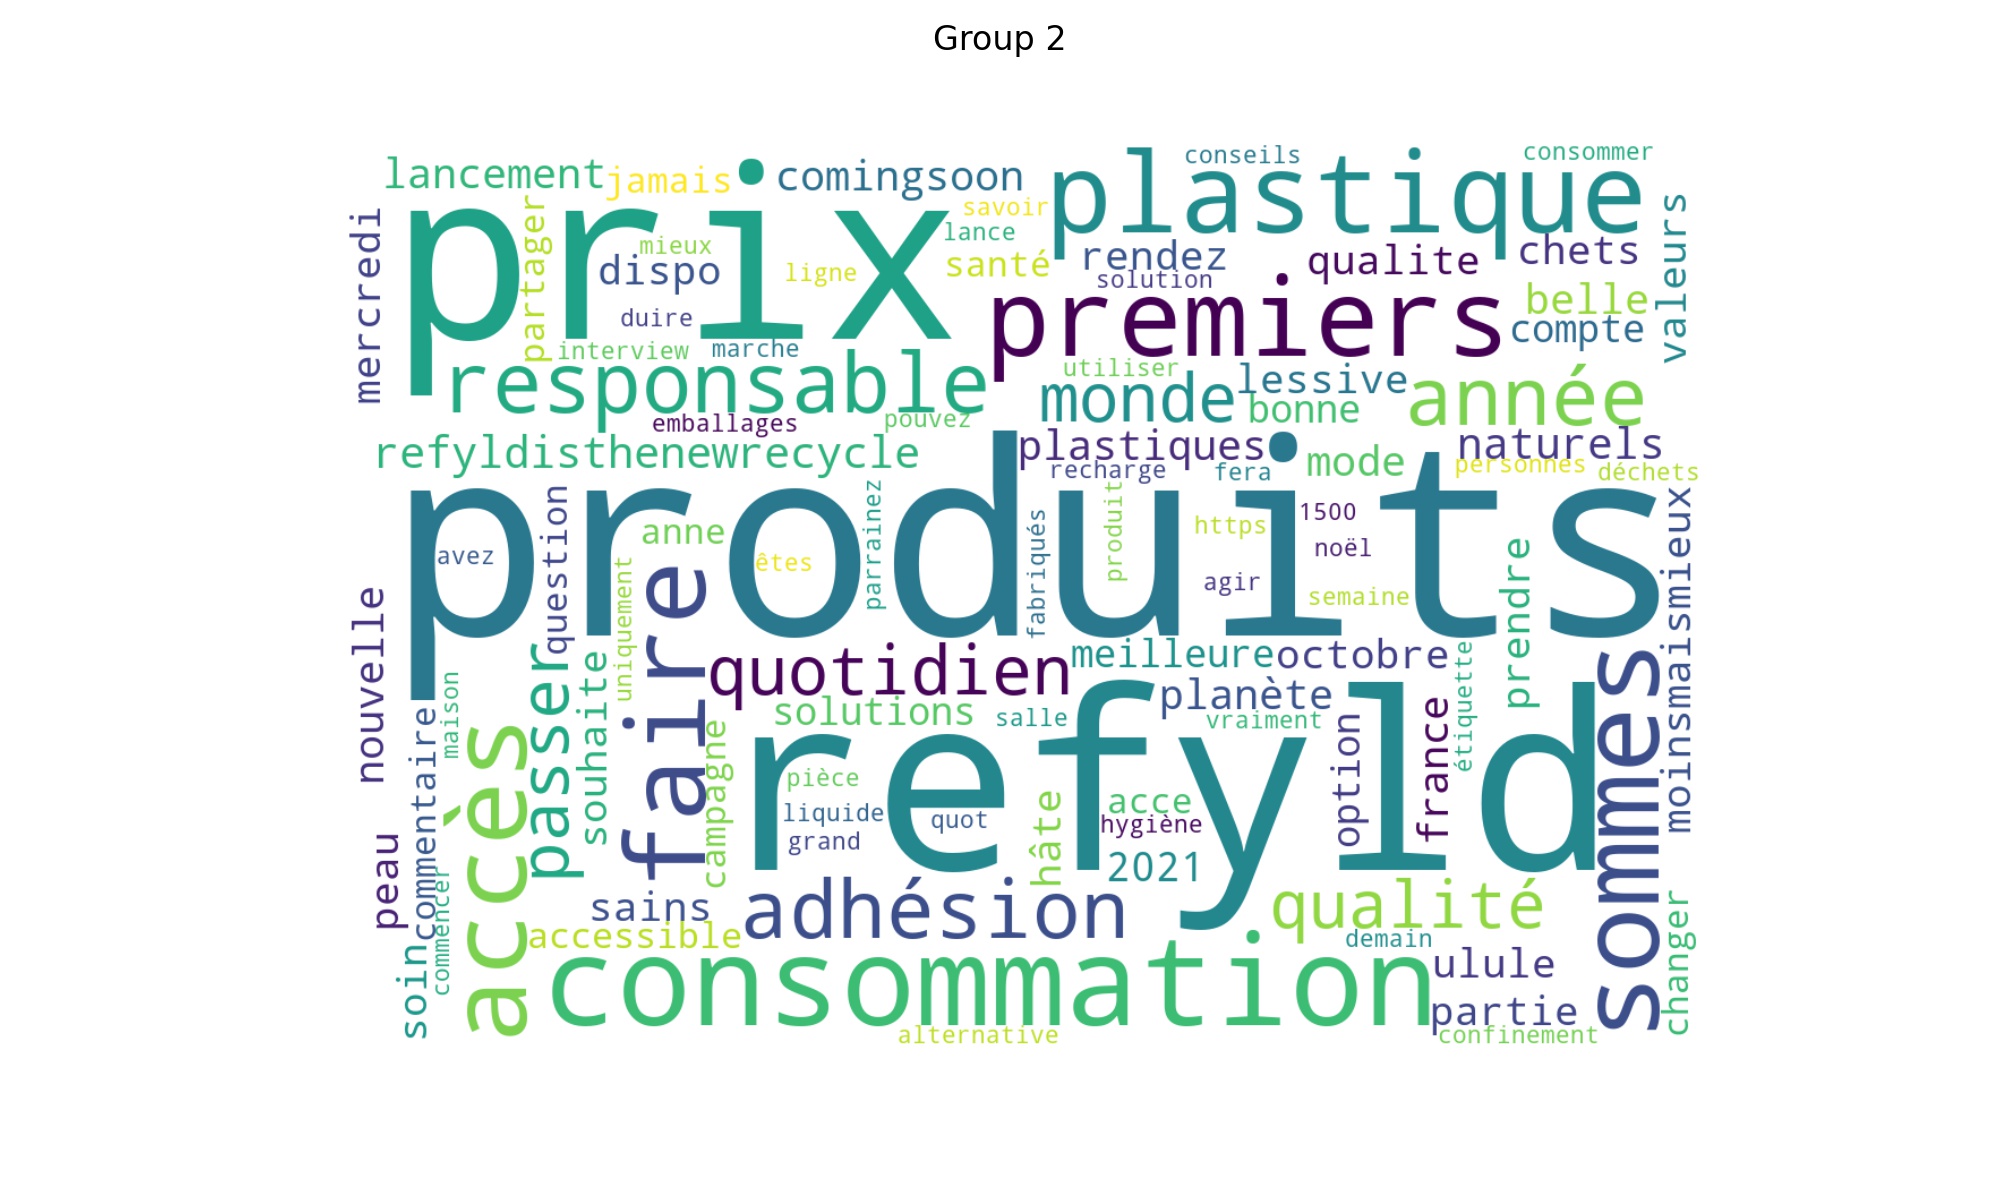 Group 2
lancement
jamais
comingsoon
conseils
consommer
prix
plastique
savoir
lance
mercredi
partager
mieux
dispo
ligne
santé
rendez
qualite
chets
valeurs
solution
duire
premiers
belle
compte
interview
marche
responsable
utiliser
monde
lessive
bonne
année
emballages
pouvez
refyldisthenewrecycle
plastiques
mode
naturels
recharge
fera
personnes
déchets
produits
question
anne
avez
êtes
parrainez
fabriqués
produit
https
1500
noël
agir
semaine
prendre
moinsmaismieux
nouvelle
uniquement
faire
quotidien
meilleure
octobre
planète
étiquette
sommes
maison
commentaire
passer
souhaite
solutions
salle
vraiment
refyld
option
france
accès
campagne
pièce
liquide
quot
grand
hâte
acce
hygiène
2021
peau
commencer
soin
sains
adhésion
qualité
accessible
demain
consommation
ulule
changer
partie
alternative
confinement